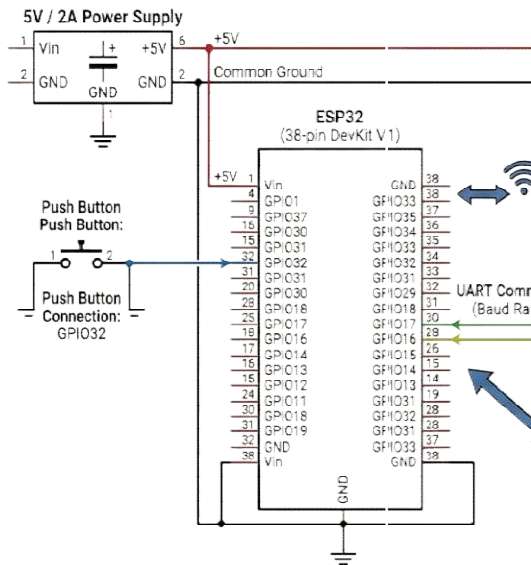 5V / 2A Power Supply
1 Vin +5V 6
+5V
2 GND GND 2
Common Ground
GND
1
ESP32
(38-pin DevKit V1)
+5V 1 Vin GND 38
4 GPIO1 GPIO33 38
9 GPIO37 GPIO35 37
16 GPIO30 GPIO34 36
15 GPIO31 GPIO33 35
32 GPIO32 GPIO33 34
31 GPIO31 GPIO31 33
20 GPIO30 GPIO29 32
28 GPIO18 GPIO18 31
25 GPIO17 GPIO17 30
18 GPIO16 GPIO16 28
17 GPIO14 GPIO15 26
16 GPIO13 GPIO14 15
15 GPIO12 GPIO13 14
24 GPIO11 GPIO31 19
30 GPIO18 GPIO32 28
31 GPIO19 GPIO31 28
32 GND GPIO33 37
38 Vin GND 38
GND
Push Button
Push Button:
1 2
Push Button
Connection:
GPIO32
UART Comm
(Baud Ra